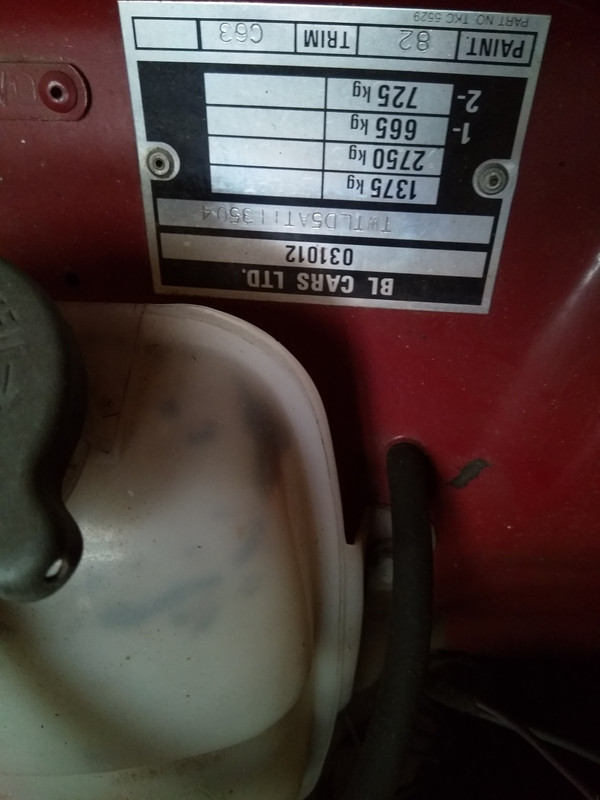 BL CARS LTD.
031012
TWTLD5AT113504
1375 kg
2750 kg
1- 665 kg
2- 725 kg
PAINT. 82 TRIM C63
PART NO. TKC 5529